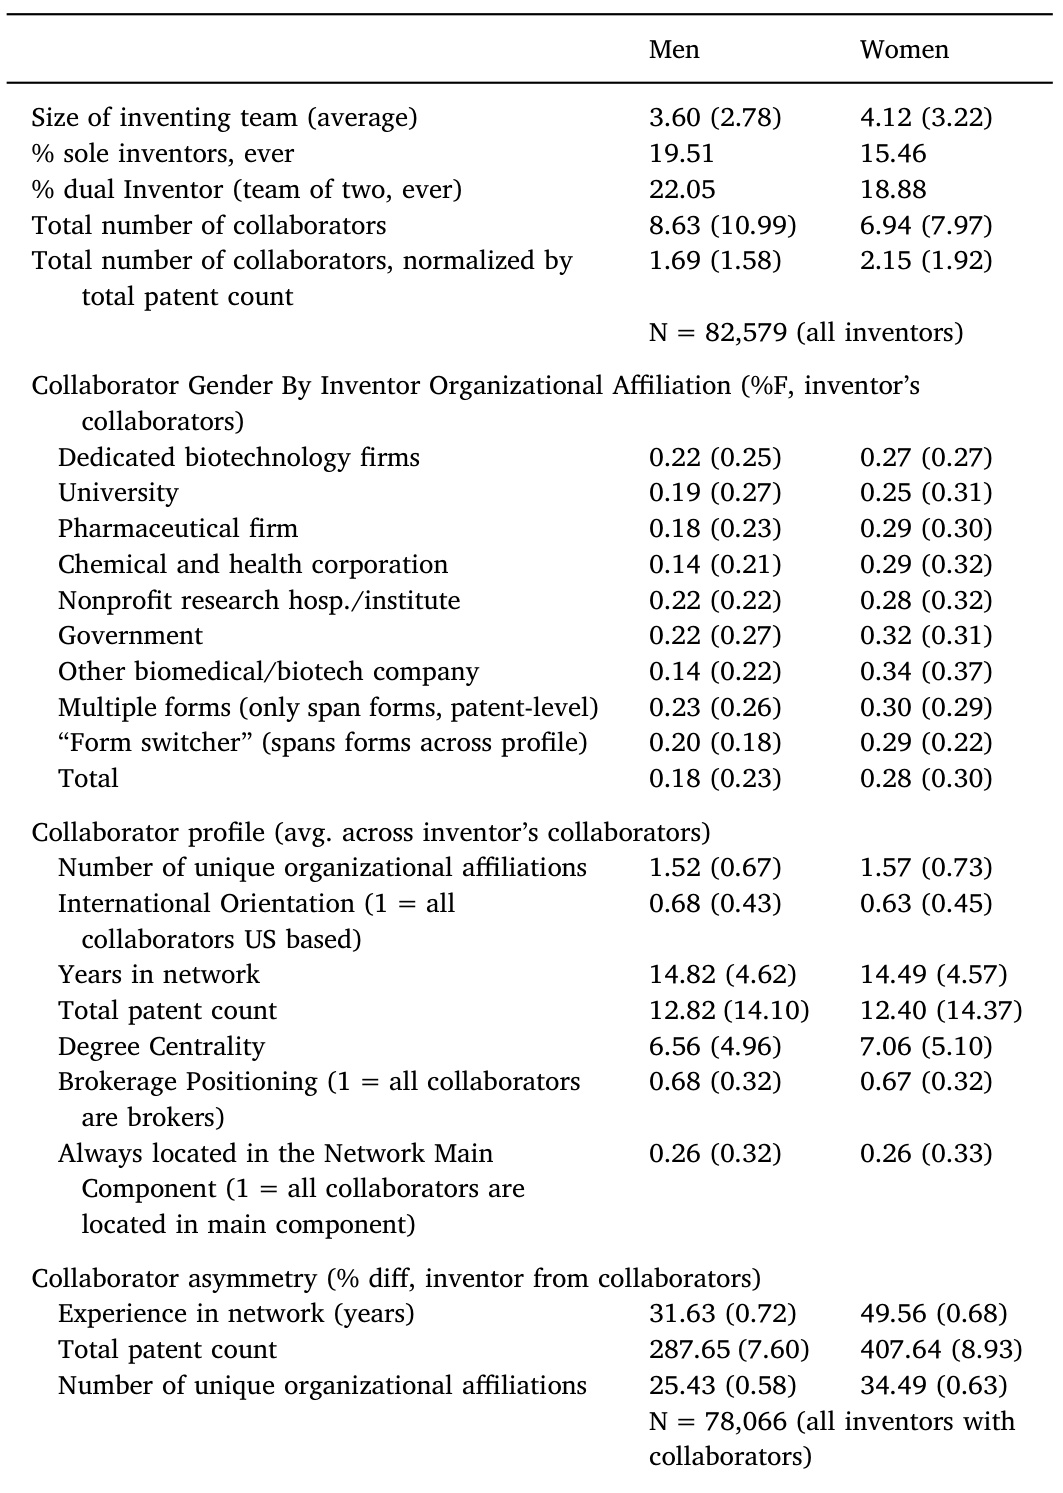 Men Women
Size of inventing team (average) 3.60 (2.78) 4.12 (3.22)
% sole inventors, ever 19.51 15.46
% dual Inventor (team of two, ever) 22.05 18.88
Total number of collaborators 8.63 (10.99) 6.94 (7.97)
Total number of collaborators, normalized by 1.69 (1.58) 2.15 (1.92)
total patent count
N = 82,579 (all inventors)
Collaborator Gender By Inventor Organizational Affiliation (%F, inventor’s
collaborators)
Dedicated biotechnology firms 0.22 (0.25) 0.27 (0.27)
University 0.19 (0.27) 0.25 (0.31)
Pharmaceutical firm 0.18 (0.23) 0.29 (0.30)
Chemical and health corporation 0.14 (0.21) 0.29 (0.32)
Nonprofit research hosp./institute 0.22 (0.22) 0.28 (0.32)
Government 0.22 (0.27) 0.32 (0.31)
Other biomedical/biotech company 0.14 (0.22) 0.34 (0.37)
Multiple forms (only span forms, patent-level) 0.23 (0.26) 0.30 (0.29)
“Form switcher” (spans forms across profile) 0.20 (0.18) 0.29 (0.22)
Total 0.18 (0.23) 0.28 (0.30)
Collaborator profile (avg. across inventor’s collaborators)
Number of unique organizational affiliations 1.52 (0.67) 1.57 (0.73)
International Orientation (1 = all 0.68 (0.43) 0.63 (0.45)
collaborators US based)
Years in network 14.82 (4.62) 14.49 (4.57)
Total patent count 12.82 (14.10) 12.40 (14.37)
Degree Centrality 6.56 (4.96) 7.06 (5.10)
Brokerage Positioning (1 = all collaborators 0.68 (0.32) 0.67 (0.32)
are brokers)
Always located in the Network Main 0.26 (0.32) 0.26 (0.33)
Component (1 = all collaborators are
located in main component)
Collaborator asymmetry (% diff, inventor from collaborators)
Experience in network (years) 31.63 (0.72) 49.56 (0.68)
Total patent count 287.65 (7.60) 407.64 (8.93)
Number of unique organizational affiliations 25.43 (0.58) 34.49 (0.63)
N = 78,066 (all inventors with
collaborators)